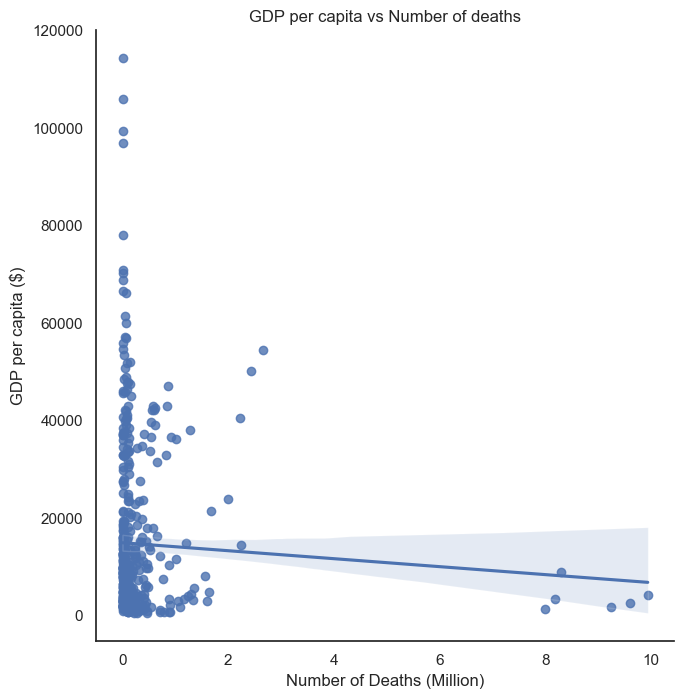 GDP per capita vs Number of deaths
120000
100000
80000
60000
40000
20000
0
GDP per capita ($)
0 2 4 6 8 10
Number of Deaths (Million)